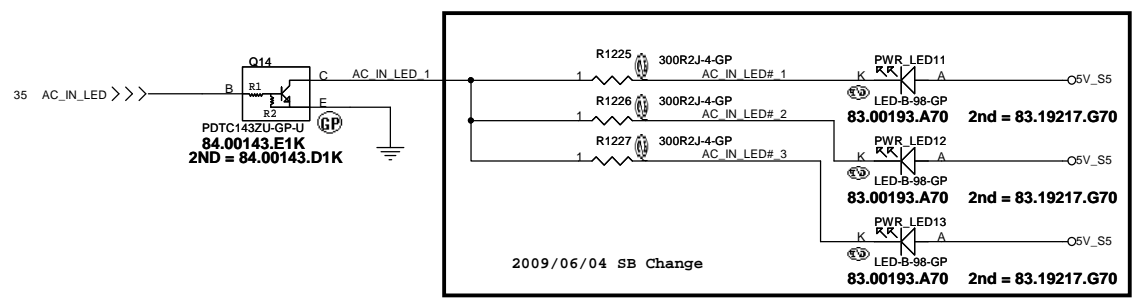 35 AC_IN_LED
Q14
B
R1
R2
C
E
GP
PDTC143ZU-GP-U
84.00143.E1K
2ND = 84.00143.D1K
AC_IN_LED_1
R1225
300R2J-4-GP
1
AC_IN_LED#_1
R1226
300R2J-4-GP
1
AC_IN_LED#_2
R1227
300R2J-4-GP
1
AC_IN_LED#_3
PWR_LED11
K
A
5V_S5
LED-B-98-GP
83.00193.A70 2nd = 83.19217.G70
PWR_LED12
K
A
5V_S5
LED-B-98-GP
83.00193.A70 2nd = 83.19217.G70
PWR_LED13
K
A
5V_S5
LED-B-98-GP
83.00193.A70 2nd = 83.19217.G70
2009/06/04 SB Change